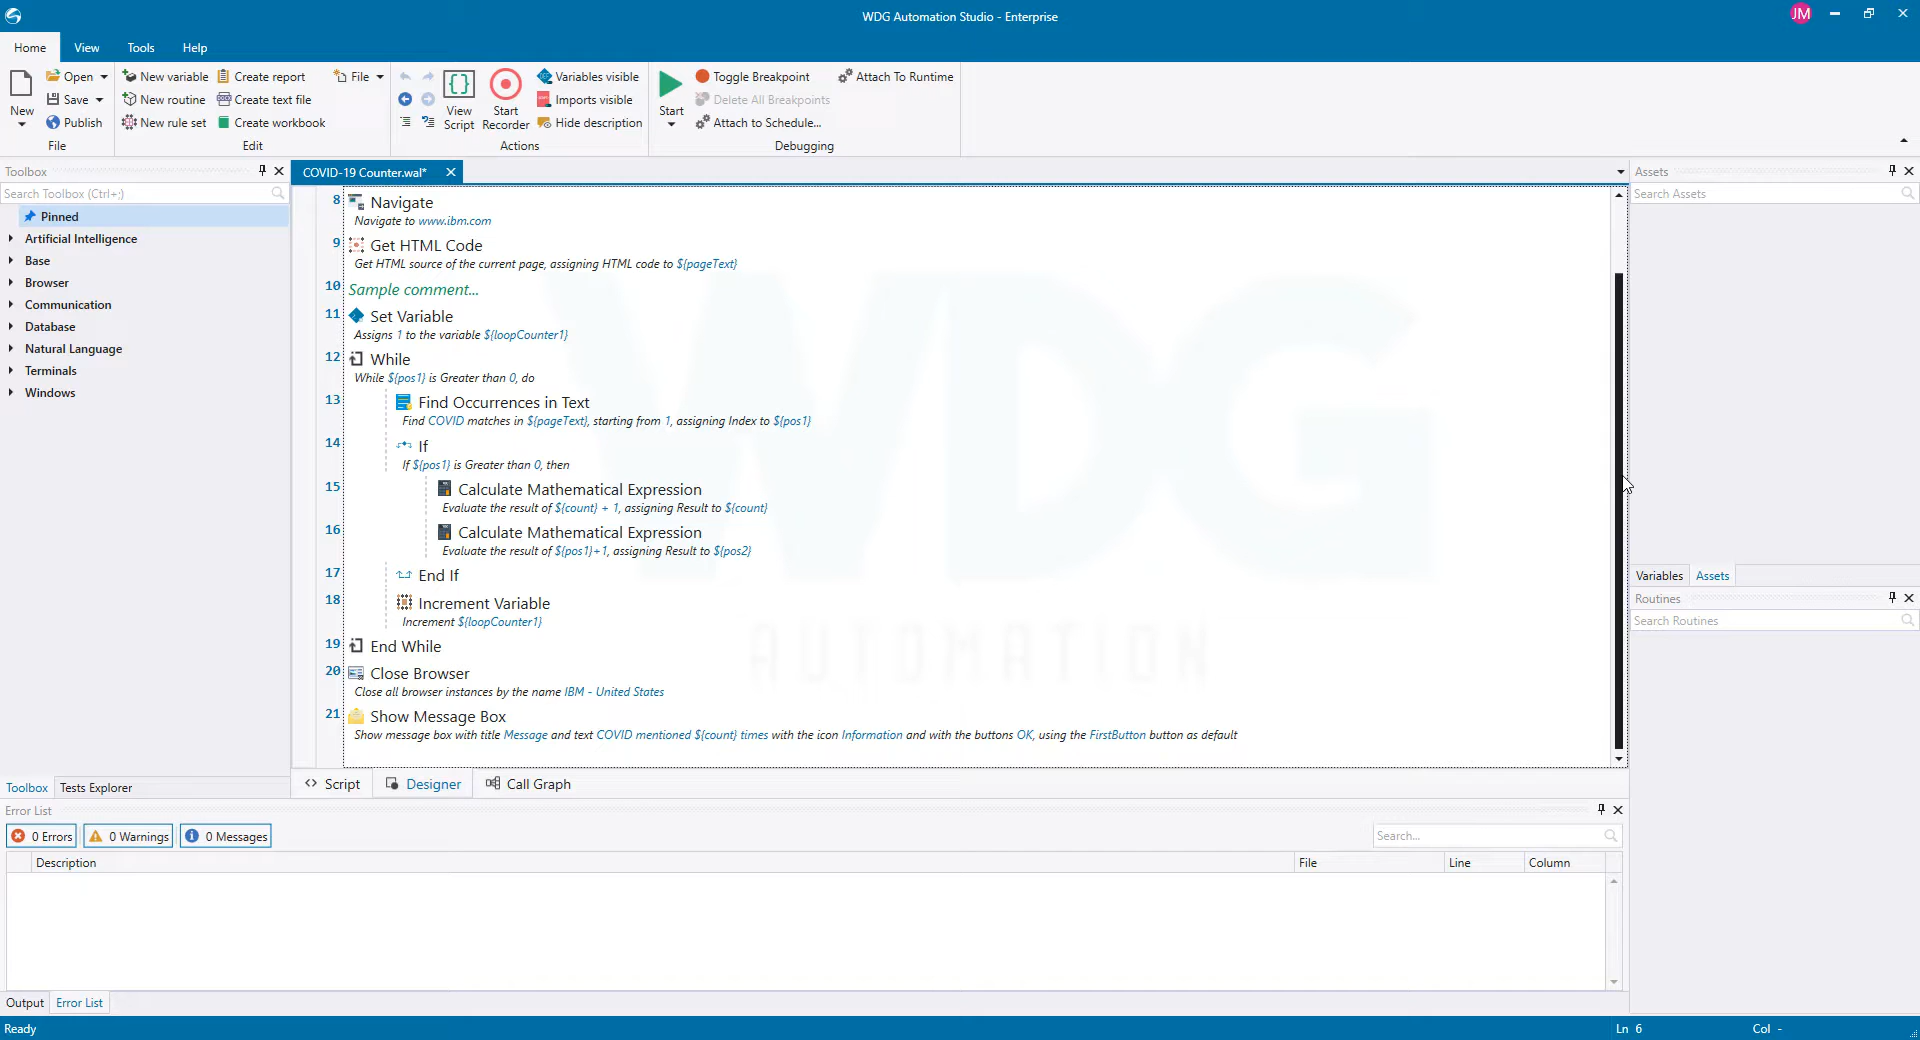 WDG Automation Studio - Enterprise
JM
Home View Tools Help
New
Open
Save
Publish
File
New variable
New routine
New rule set
Create report
Create text file
Create workbook
File
Edit
View Script
Start Recorder
Variables visible
Imports visible
Hide description
Actions
Start
Toggle Breakpoint
Delete All Breakpoints
Attach to Schedule...
Attach To Runtime
Debugging
Toolbox
Search Toolbox (Ctrl+;)
Pinned
Artificial Intelligence
Base
Browser
Communication
Database
Natural Language
Terminals
Windows
Toolbox Tests Explorer
COVID-19 Counter.wal*
8 Navigate
Navigate to www.ibm.com
9 Get HTML Code
Get HTML source of the current page, assigning HTML code to ${pageText}
10 Sample comment...
11 Set Variable
Assigns 1 to the variable ${loopCounter1}
12 While
While ${pos1} is Greater than 0, do
13 Find Occurrences in Text
Find COVID matches in ${pageText}, starting from 1, assigning Index to ${pos1}
14 If
If ${pos1} is Greater than 0, then
15 Calculate Mathematical Expression
Evaluate the result of ${count} + 1, assigning Result to ${count}
16 Calculate Mathematical Expression
Evaluate the result of ${pos1}+1, assigning Result to ${pos2}
17 End If
18 Increment Variable
Increment ${loopCounter1}
19 End While
20 Close Browser
Close all browser instances by the name IBM - United States
21 Show Message Box
Show message box with title Message and text COVID mentioned ${count} times with the icon Information and with the buttons OK, using the FirstButton button as default
WDG
AUTOMATION
Script Designer Call Graph
Assets
Search Assets
Variables Assets
Routines
Search Routines
Error List
0 Errors 0 Warnings 0 Messages
Search...
Description File Line Column
Output Error List
Ready Ln 6 Col -